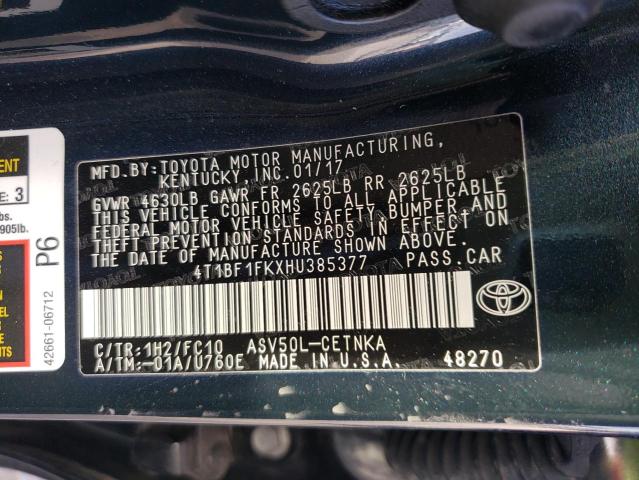 MFD.BY: TOYOTA MOTOR MANUFACTURING,
KENTUCKY, INC. 01/17
GVWR 4630LB GAWR FR 2625LB RR 2625LB
THIS VEHICLE CONFORMS TO ALL APPLICABLE
FEDERAL MOTOR VEHICLE SAFETY, BUMPER AND
THEFT PREVENTION STANDARDS IN EFFECT ON
THE DATE OF MANUFACTURE SHOWN ABOVE.
4T1BF1FKXHU385377 PASS.CAR
C/TR:1H2/FC10 ASV50L-CETNKA
A/TM:-01A/U760E MADE IN U.S.A. 48270
3
905lb.
P6
42661-06712